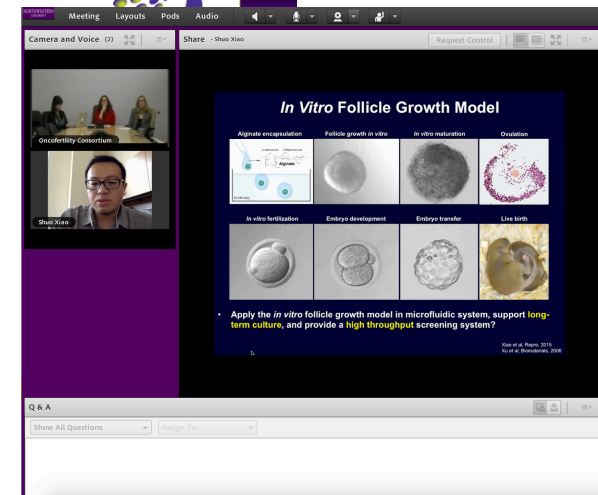 NORTHWESTERN
UNIVERSITY
Meeting Layouts Pods Audio
Camera and Voice (2)
Share - Shuo Xiao
Request Control
Oncofertility Consortium
Shuo Xiao
In Vitro Follicle Growth Model
Alginate encapsulation Follicle growth in vitro In vitro maturation Ovulation
Alginate
In vitro fertilization Embryo development Embryo transfer Live birth
• Apply the in vitro follicle growth model in microfluidic system, support long-
term culture, and provide a high throughput screening system?
Xiao et al, Repro, 2015
Xu et al, Biomaterials, 2006
Q & A
Show All Questions Assign To: